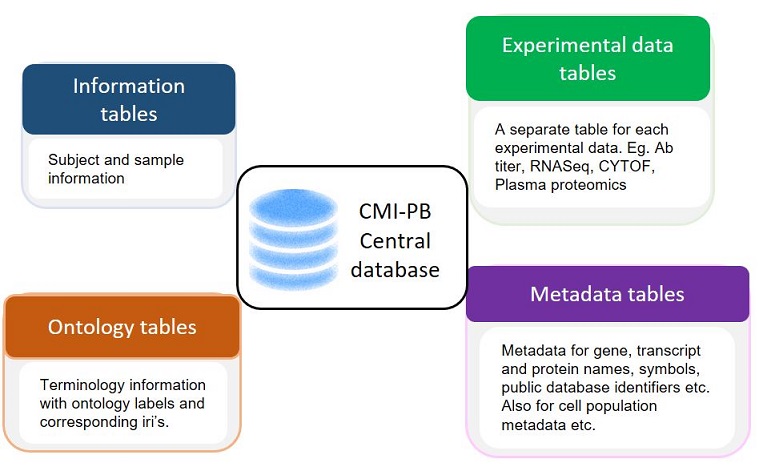 Information
tables
Subject and sample
information
Experimental data
tables
A separate table for each
experimental data. Eg. Ab
titer, RNASeq, CYTOF,
Plasma proteomics
CMI-PB
Central
database
Ontology tables
Terminology information
with ontology labels and
corresponding iri's.
Metadata tables
Metadata for gene, transcript
and protein names, symbols,
public database identifiers etc.
Also for cell population
metadata etc.